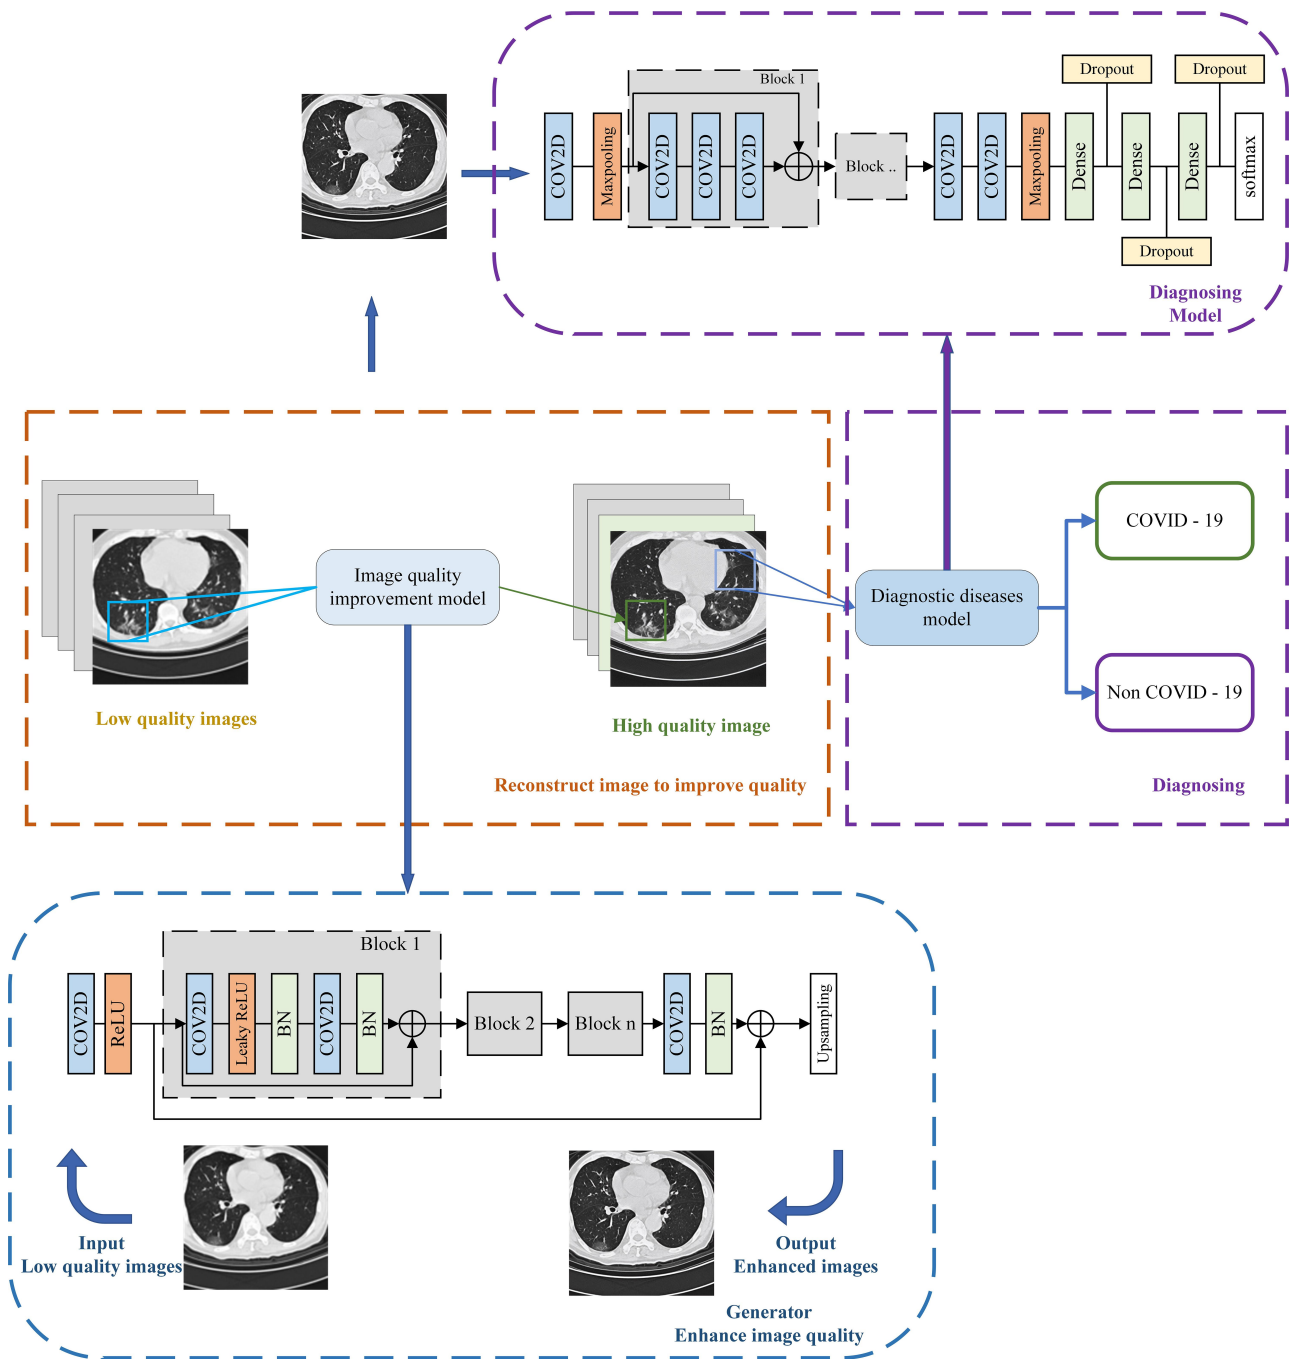 Block 1
Dropout
Dropout
COV2D
Maxpooling
COV2D
COV2D
COV2D
Block ..
COV2D
COV2D
Maxpooling
Dense
Dense
Dense
softmax
Dropout
Diagnosing
Model
Image quality
improvement model
Low quality images
High quality image
Reconstruct image to improve quality
Diagnostic diseases
model
COVID - 19
Non COVID - 19
Diagnosing
Block 1
COV2D
ReLU
COV2D
Leaky ReLU
BN
COV2D
BN
Block 2
Block n
COV2D
BN
Upsampling
Input
Low quality images
Output
Enhanced images
Generator
Enhance image quality